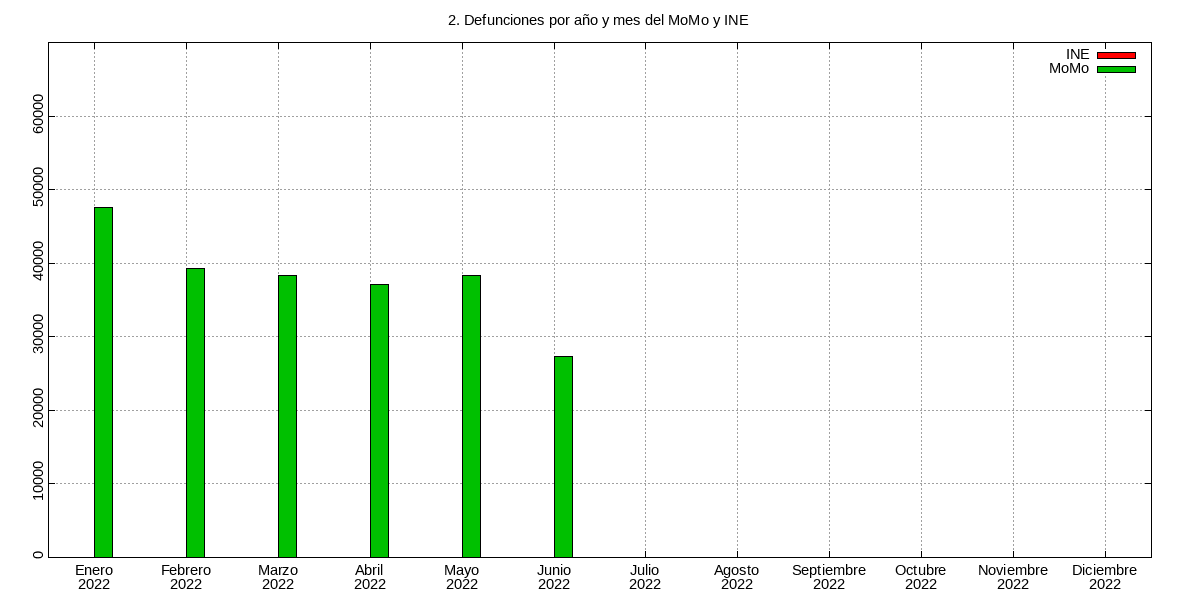 2. Defunciones por año y mes del MoMo y INE
INE
MoMo
60000
50000
40000
30000
20000
10000
0
Enero Febrero Marzo Abril Mayo Junio Julio Agosto Septiembre Octubre Noviembre Diciembre
2022 2022 2022 2022 2022 2022 2022 2022 2022 2022 2022 2022